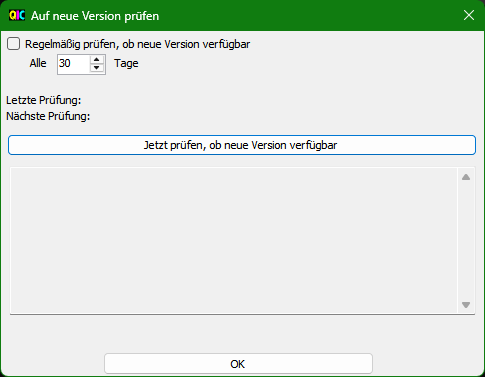 QIC Auf neue Version prüfen
Regelmäßig prüfen, ob neue Version verfügbar
Alle 30 Tage
Letzte Prüfung:
Nächste Prüfung:
Jetzt prüfen, ob neue Version verfügbar
OK